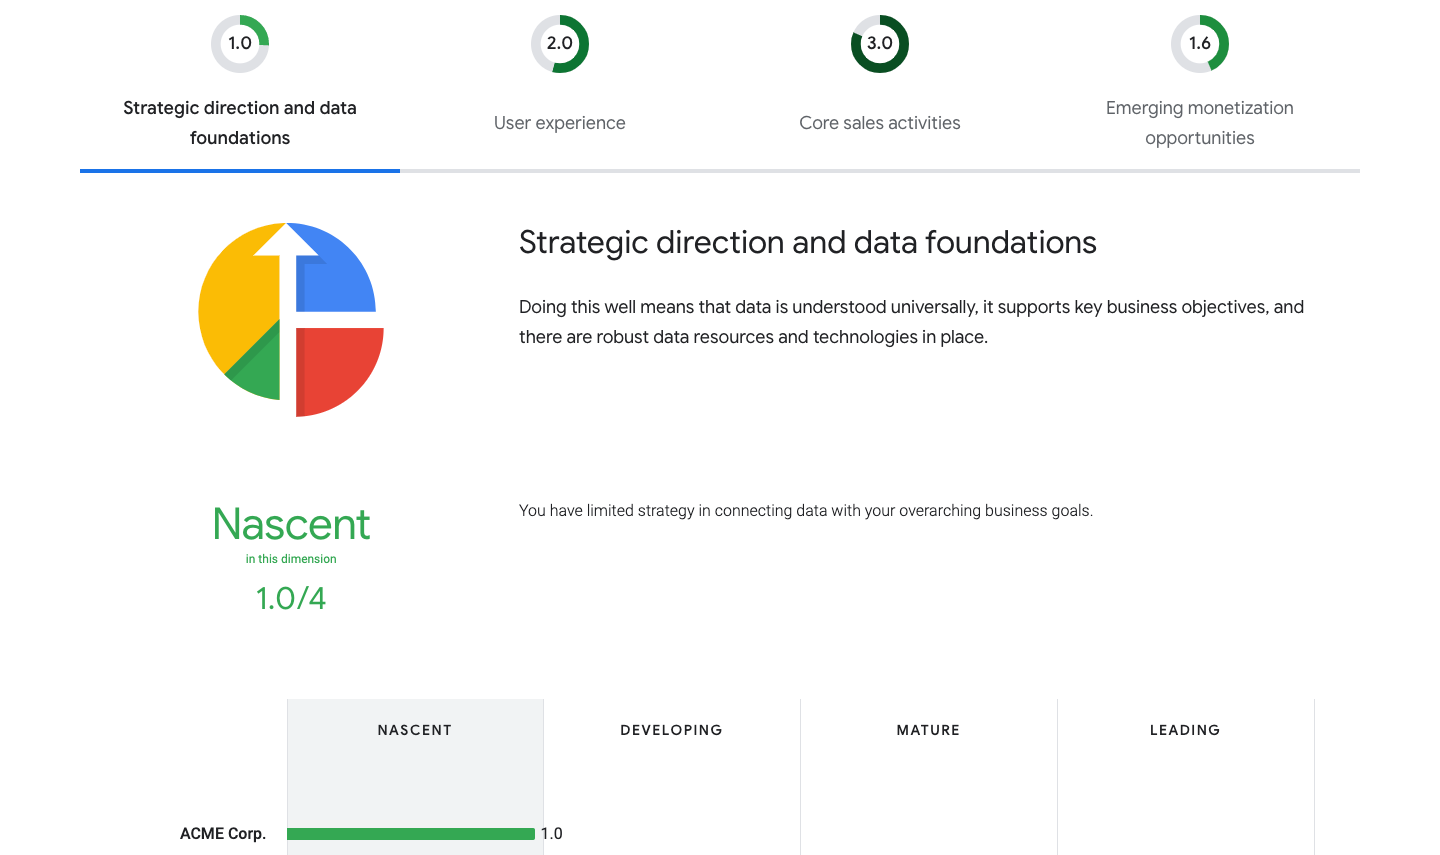 1.0
2.0
3.0
1.6
Strategic direction and data
foundations
User experience
Core sales activities
Emerging monetization
opportunities
Strategic direction and data foundations
Doing this well means that data is understood universally, it supports key business objectives, and
there are robust data resources and technologies in place.
Nascent
in this dimension
1.0/4
You have limited strategy in connecting data with your overarching business goals.
NASCENT
DEVELOPING
MATURE
LEADING
ACME Corp.
1.0